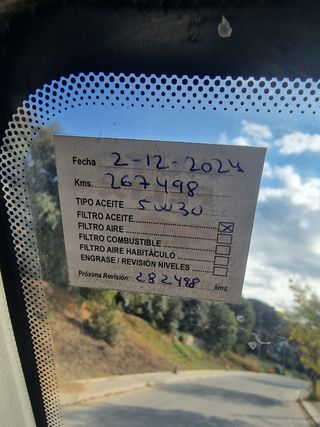 Fecha 2-12-2024
Kms. 267498
TIPO ACEITE 5W30
FILTRO ACEITE
FILTRO AIRE
FILTRO COMBUSTIBLE
FILTRO AIRE HABITÁCULO
ENGRASE / REVISIÓN NIVELES
Próxima Revisión: 282498 kms